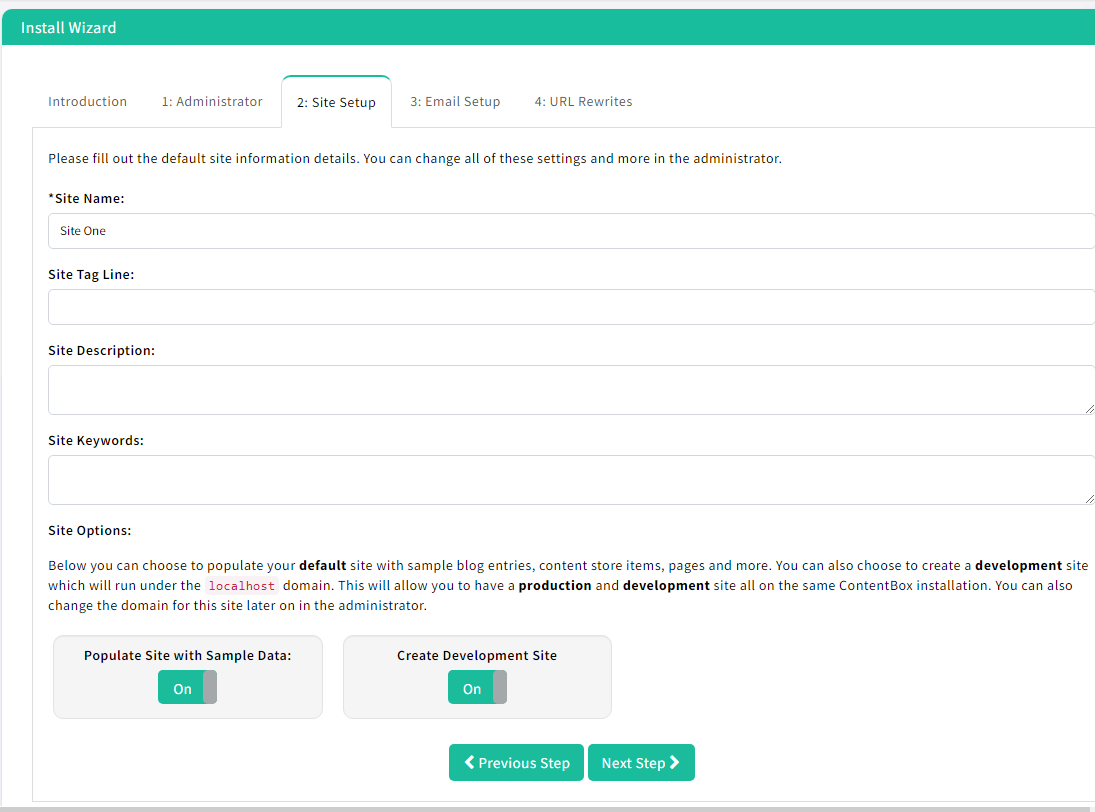 Install Wizard
Introduction
1: Administrator
2: Site Setup
3: Email Setup
4: URL Rewrites
Please fill out the default site information details. You can change all of these settings and more in the administrator.
*Site Name:
Site One
Site Tag Line:
Site Description:
Site Keywords:
Site Options:
Below you can choose to populate your default site with sample blog entries, content store items, pages and more. You can also choose to create a development site
which will run under the localhost domain. This will allow you to have a production and development site all on the same ContentBox installation. You can also
change the domain for this site later on in the administrator.
Populate Site with Sample Data:
On
Create Development Site
On
Previous Step
Next Step